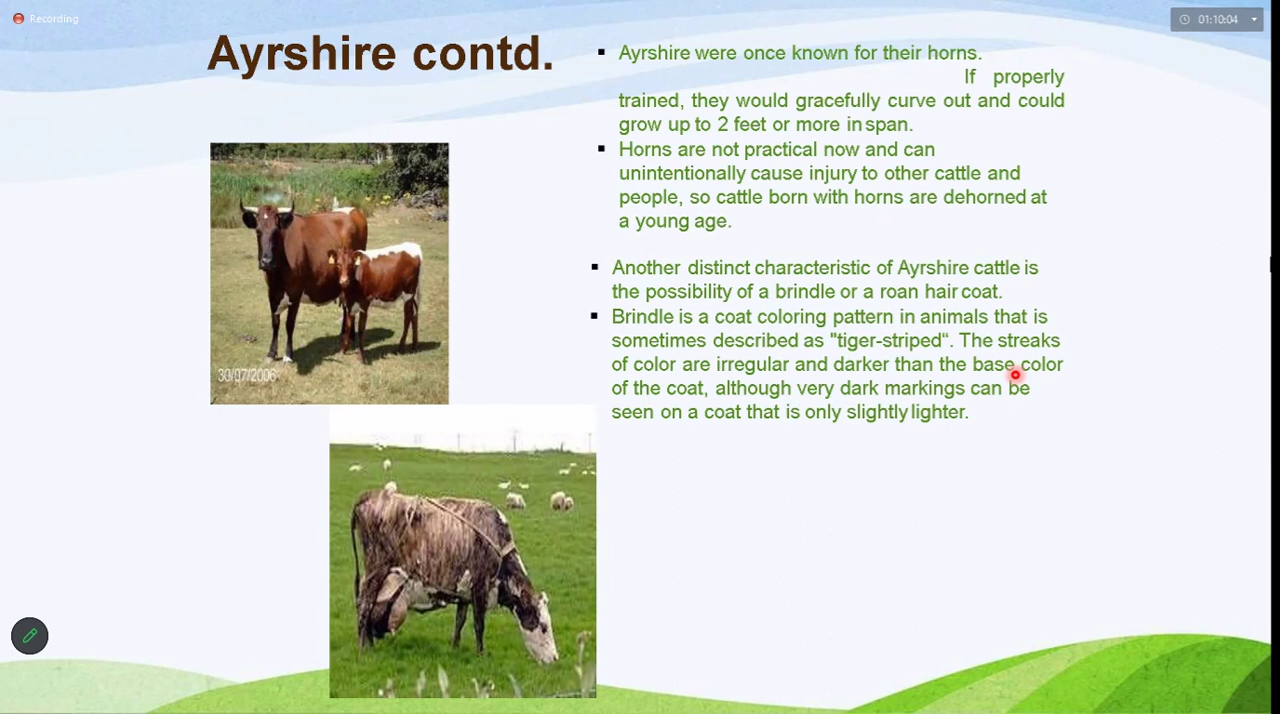 Recording
01:10:04
Ayrshire contd.
▪ Ayrshire were once known for their horns.
If properly
trained, they would gracefully curve out and could
grow up to 2 feet or more in span.
▪ Horns are not practical now and can
unintentionally cause injury to other cattle and
people, so cattle born with horns are dehorned at
a young age.
▪ Another distinct characteristic of Ayrshire cattle is
the possibility of a brindle or a roan hair coat.
▪ Brindle is a coat coloring pattern in animals that is
sometimes described as "tiger-striped“. The streaks
of color are irregular and darker than the base color
of the coat, although very dark markings can be
seen on a coat that is only slightly lighter.
30/07/2006